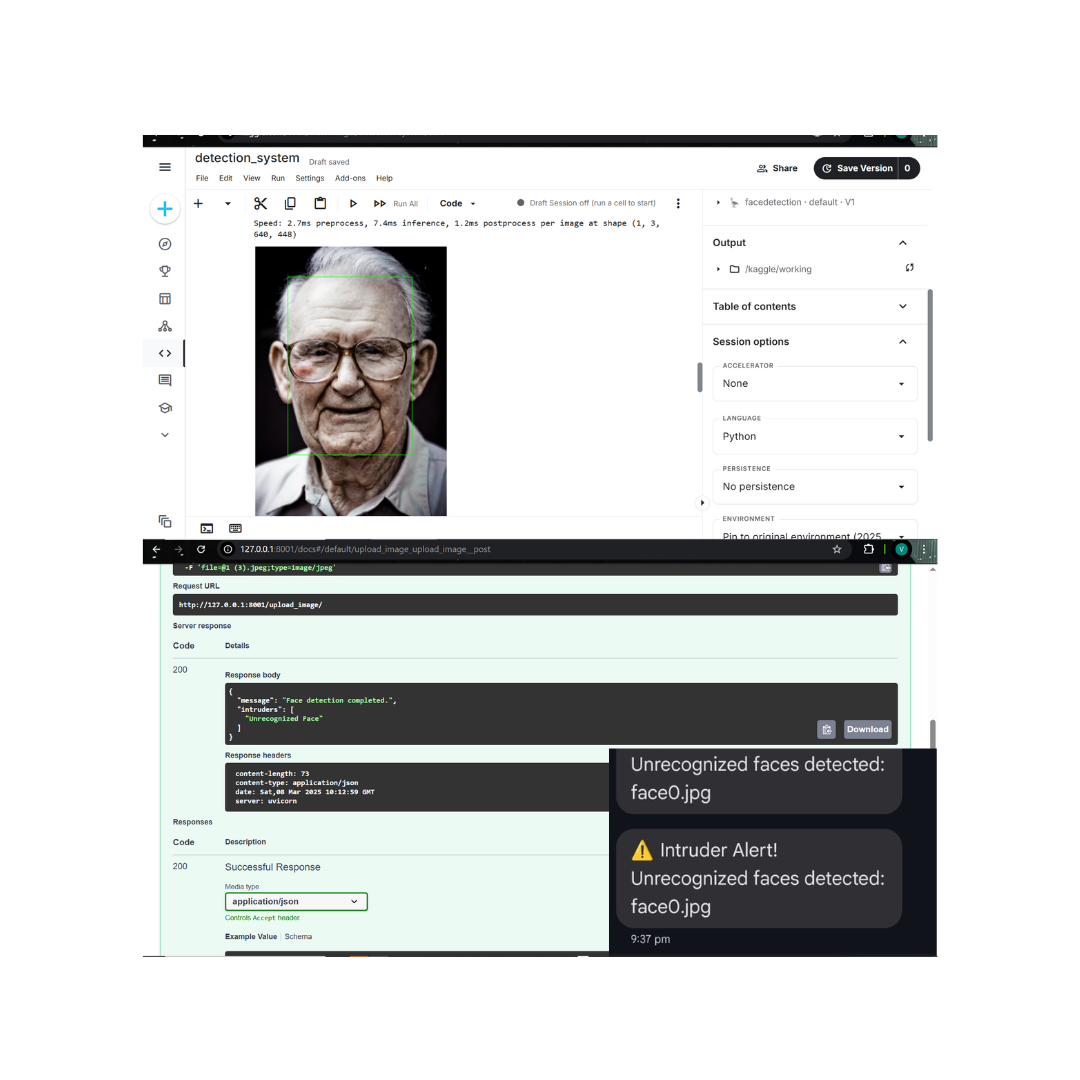 detection_system
Draft saved
Share
Save Version
0
File Edit View Run Settings Add-ons Help
Run All
Code
Draft Session off (run a cell to start)
facedetection · default · V1
Speed: 2.7ms preprocess, 7.4ms inference, 1.2ms postprocess per image at shape (1, 3,
640, 448)
Output
/kaggle/working
Table of contents
Session options
ACCELERATOR
None
LANGUAGE
Python
PERSISTENCE
No persistence
ENVIRONMENT
Pin to original environment (2025
127.0.0.1:8001/docs#/default/upload_image_upload_image__post
V
-F 'file=@1 (3).jpeg;type=image/jpeg'
Request URL
http://127.0.0.1:8001/upload_image/
Server response
Code Details
200
Response body
{
"message": "Face detection completed.",
"intruders": [
"Unrecognized Face"
]
}
Download
Response headers
content-length: 73
content-type: application/json
date: Sat,08 Mar 2025 10:12:59 GMT
server: uvicorn
Responses
Code Description
200 Successful Response
Media type
application/json
Controls Accept header
Example Value Schema
Unrecognized faces detected:
face0.jpg
⚠️ Intruder Alert!
Unrecognized faces detected:
face0.jpg
9:37 pm